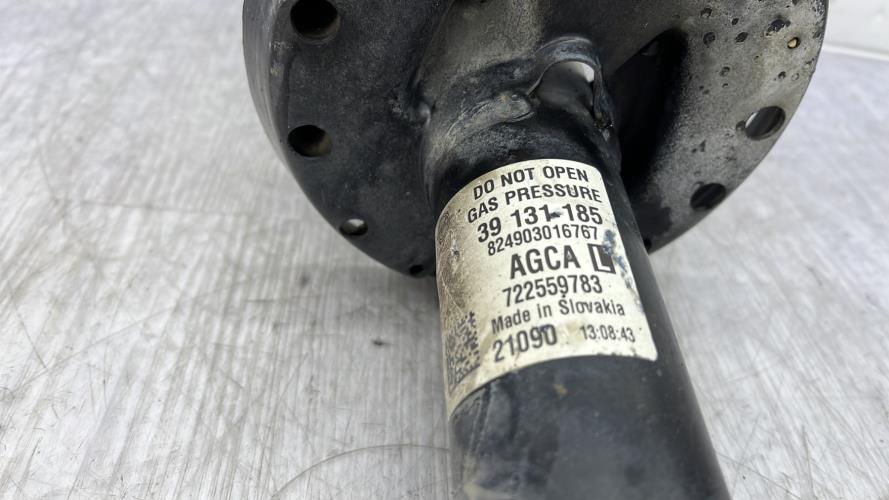 DO NOT OPEN
GAS PRESSURE
39 131 185
824903016767
AGCA L
722559783
Made in Slovakia
21090 13:08:43